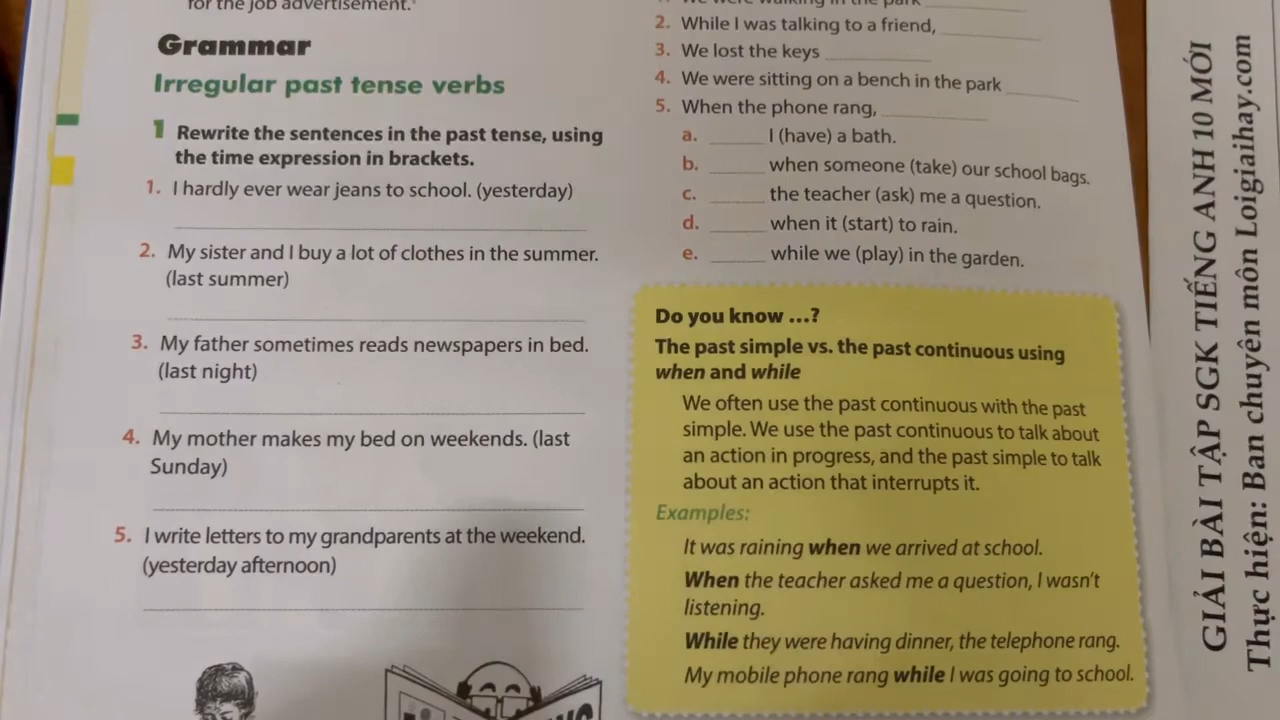 for the job advertisement.
Grammar
Irregular past tense verbs
1 Rewrite the sentences in the past tense, using
the time expression in brackets.
1. I hardly ever wear jeans to school. (yesterday)
2. My sister and I buy a lot of clothes in the summer.
(last summer)
3. My father sometimes reads newspapers in bed.
(last night)
4. My mother makes my bed on weekends. (last
Sunday)
5. I write letters to my grandparents at the weekend.
(yesterday afternoon)
1. We were walking in the park
2. While I was talking to a friend,
3. We lost the keys
4. We were sitting on a bench in the park
5. When the phone rang,
a. I (have) a bath.
b. when someone (take) our school bags.
c. the teacher (ask) me a question.
d. when it (start) to rain.
e. while we (play) in the garden.
Do you know ...?
The past simple vs. the past continuous using
when and while
We often use the past continuous with the past
simple. We use the past continuous to talk about
an action in progress, and the past simple to talk
about an action that interrupts it.
Examples:
It was raining when we arrived at school.
When the teacher asked me a question, I wasn't
listening.
While they were having dinner, the telephone rang.
My mobile phone rang while I was going to school.
GIẢI BÀI TẬP SGK TIẾNG ANH 10 MỚI
Thực hiện: Ban chuyên môn Loigiaihay.com